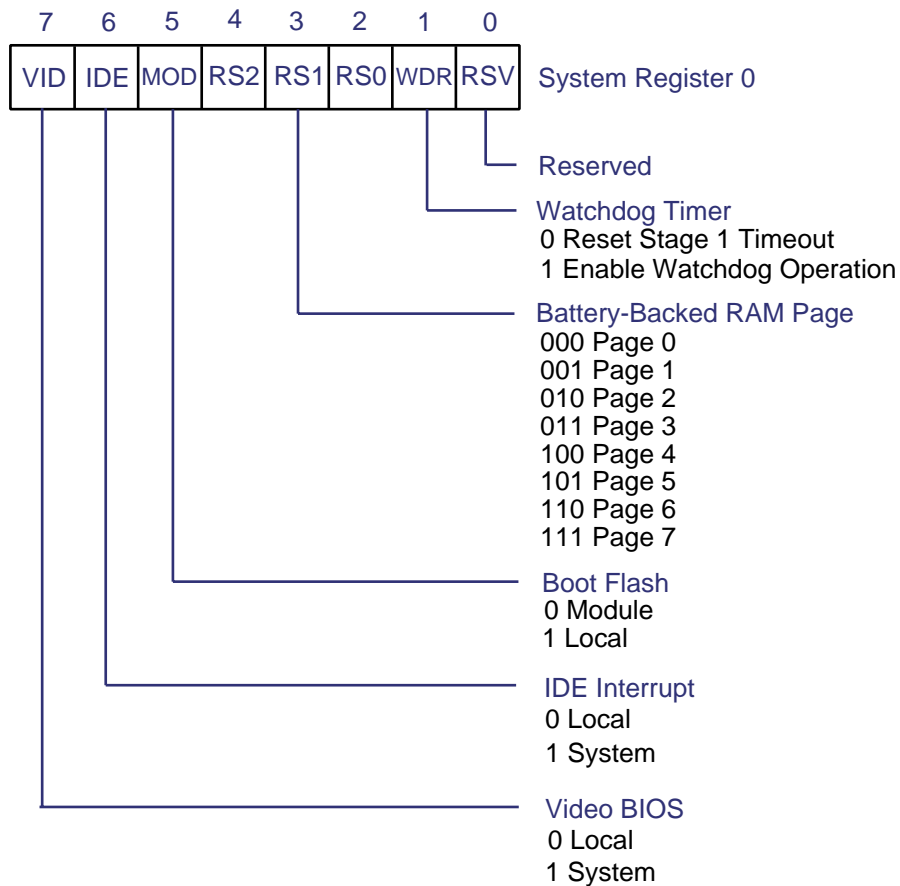 7 6 5 4 3 2 1 0
VID IDE MOD RS2 RS1 RS0 WDR RSV System Register 0
Reserved
Watchdog Timer
0 Reset Stage 1 Timeout
1 Enable Watchdog Operation
Battery-Backed RAM Page
000 Page 0
001 Page 1
010 Page 2
011 Page 3
100 Page 4
101 Page 5
110 Page 6
111 Page 7
Boot Flash
0 Module
1 Local
IDE Interrupt
0 Local
1 System
Video BIOS
0 Local
1 System